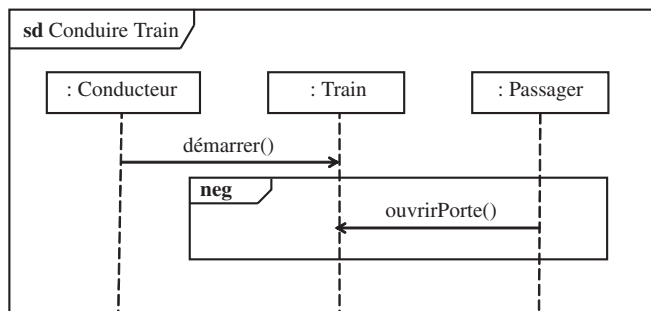 sd Conduire Train
: Conducteur
: Train
: Passager
démarrer()
neg
ouvrirPorte()